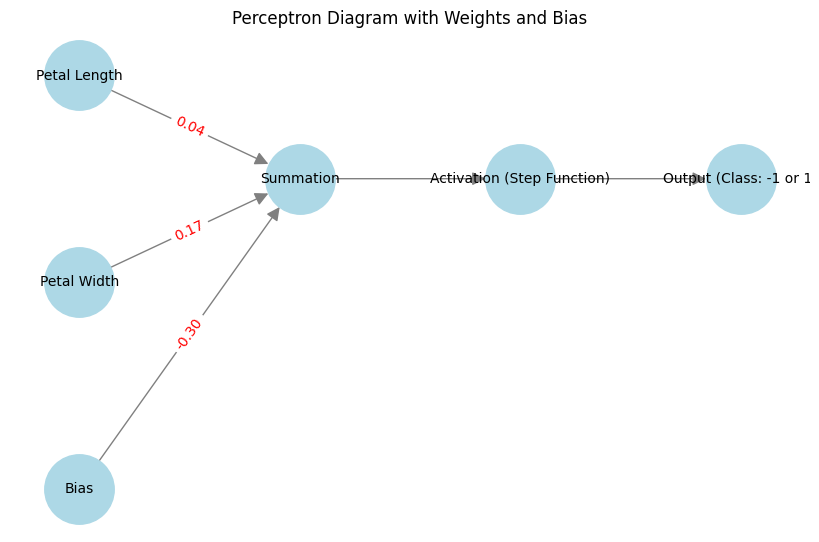 Perceptron Diagram with Weights and Bias
Petal Length
0.04
Summation
Activation (Step Function)
Output (Class: -1 or 1
0.17
Petal Width
-0.30
Bias